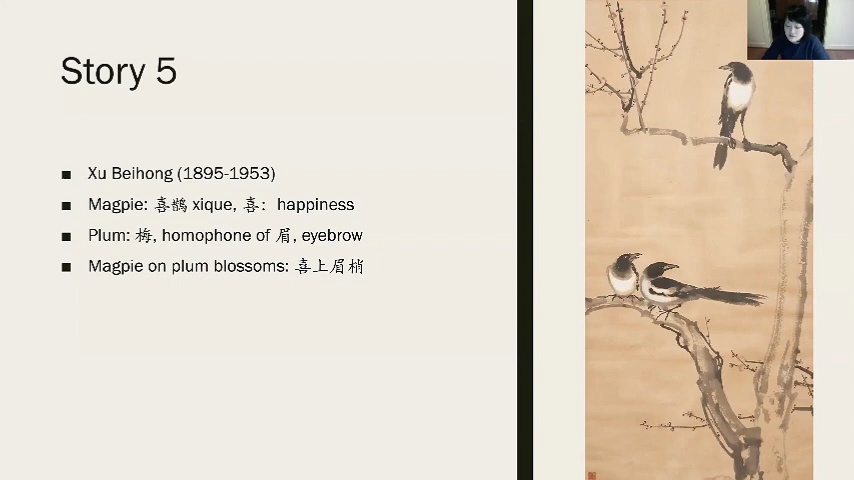 Story 5
Xu Beihong (1895-1953)
Magpie: 喜鹊 xique, 喜: happiness
Plum: 梅, homophone of 眉, eyebrow
Magpie on plum blossoms: 喜上眉梢